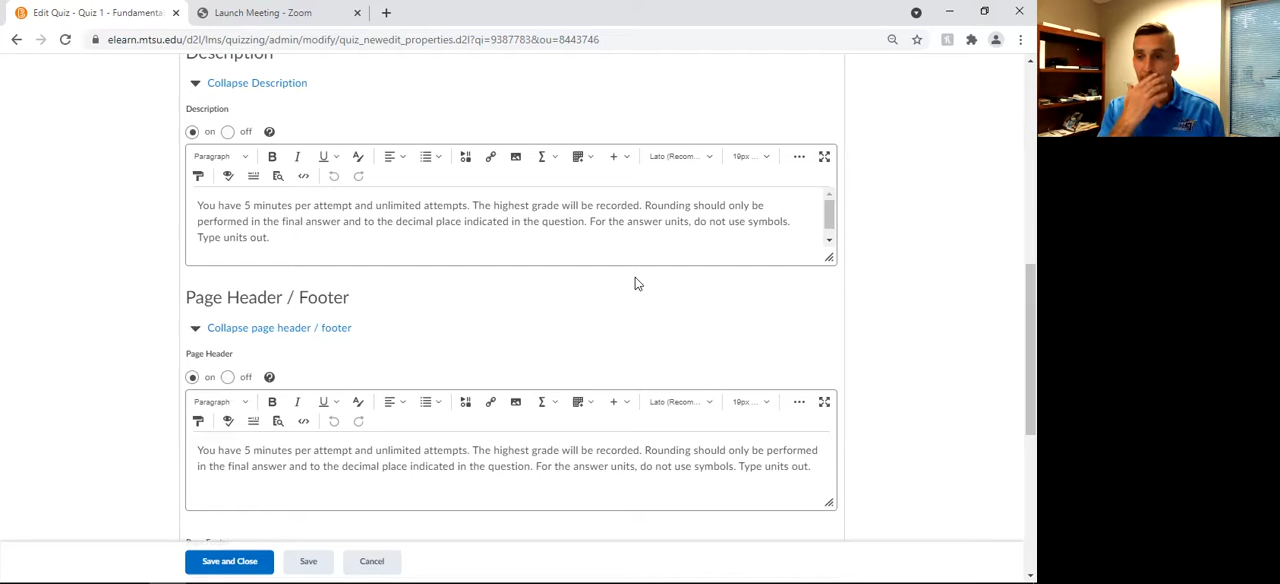 Edit Quiz - Quiz 1 - Fundamenta
Launch Meeting - Zoom
elearn.mtsu.edu/d2l/lms/quizzing/admin/modify/quiz_newedit_properties.d2l?qi=9387783&ou=8443746
Description
Collapse Description
Description
on off
Paragraph Lato (Recom... 19px ...
You have 5 minutes per attempt and unlimited attempts. The highest grade will be recorded. Rounding should only be
performed in the final answer and to the decimal place indicated in the question. For the answer units, do not use symbols.
Type units out.
Page Header / Footer
Collapse page header / footer
Page Header
on off
Paragraph Lato (Recom... 19px ...
You have 5 minutes per attempt and unlimited attempts. The highest grade will be recorded. Rounding should only be performed
in the final answer and to the decimal place indicated in the question. For the answer units, do not use symbols. Type units out.
Save and Close Save Cancel